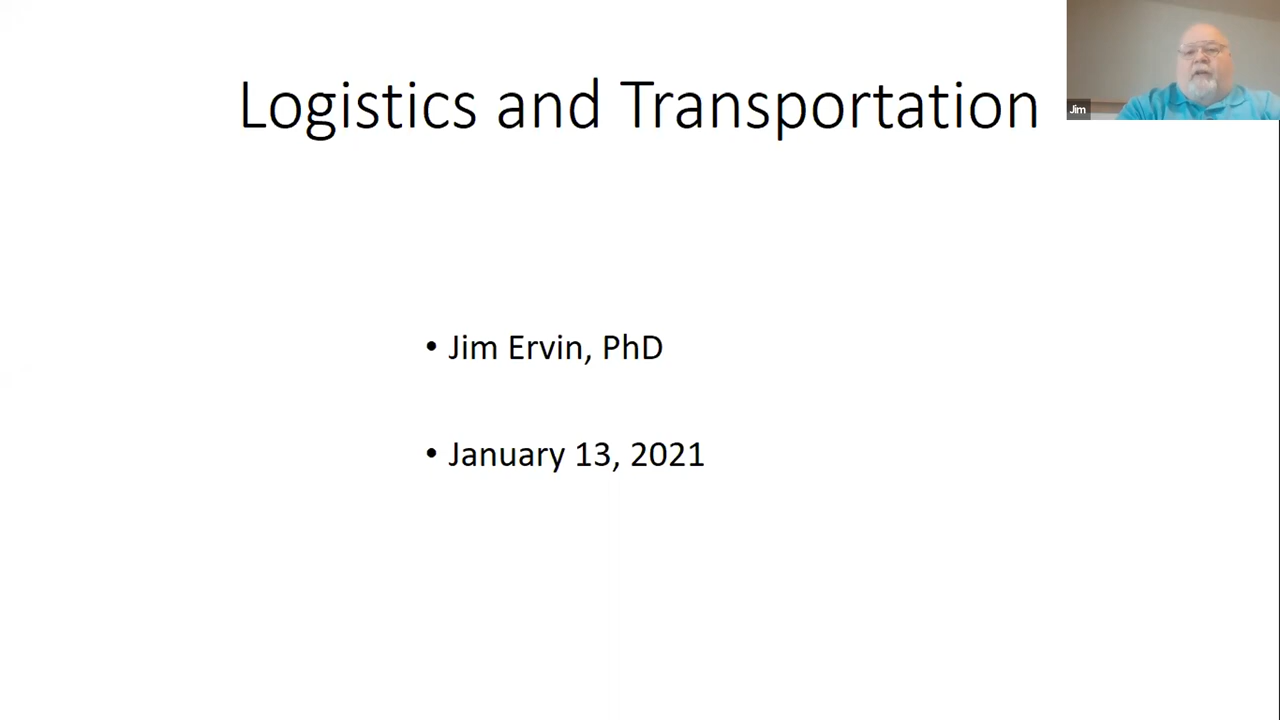 Logistics and Transportation
Jim
• Jim Ervin, PhD
• January 13, 2021